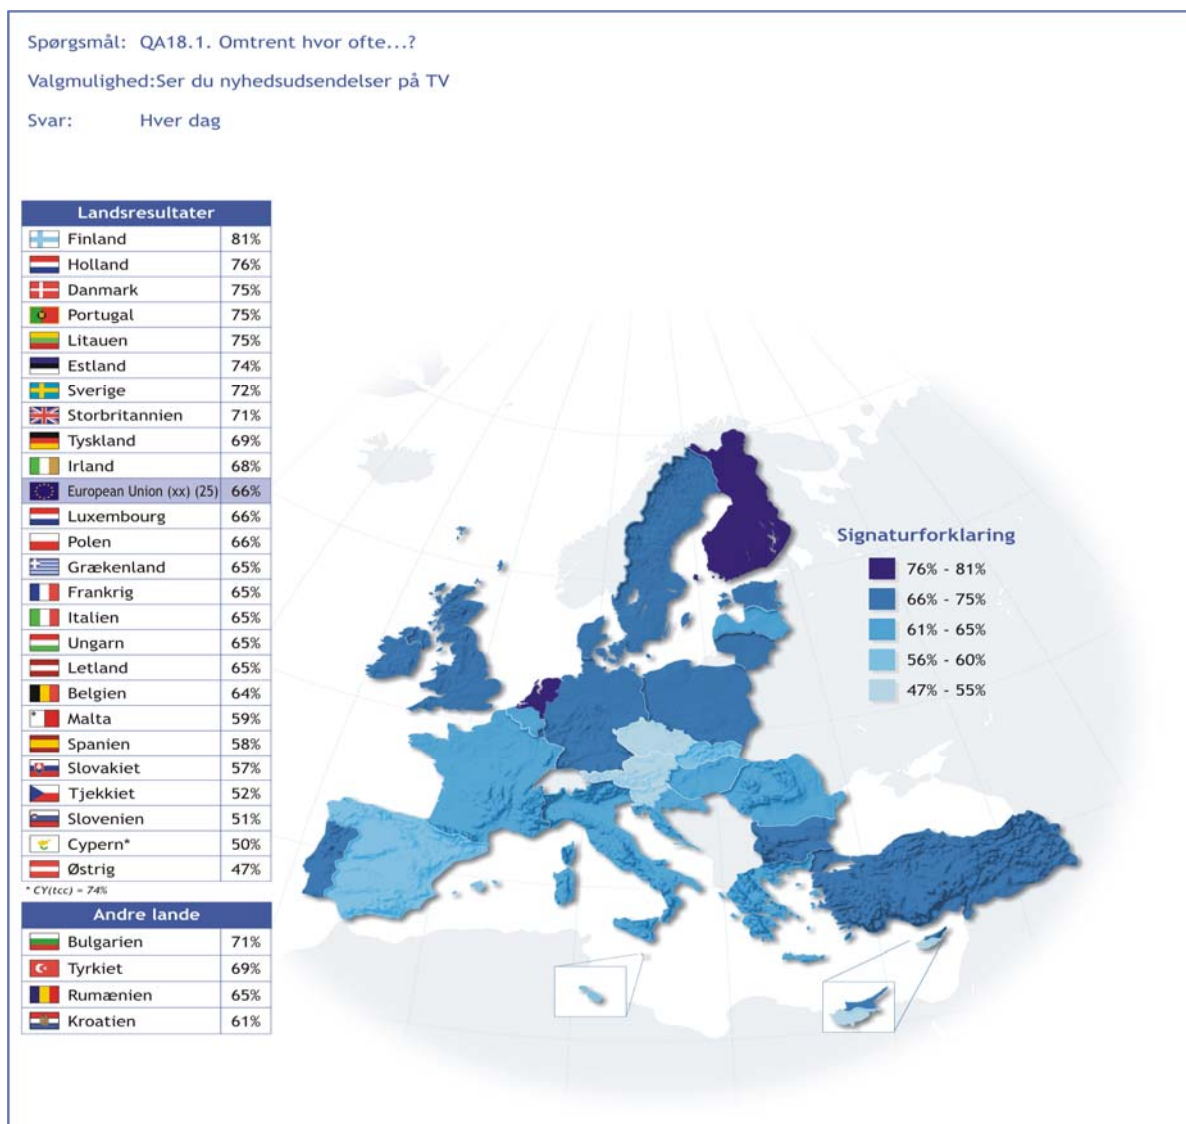 Spørgsmål: QA18.1. Omtrent hvor ofte...?
Valgmulighed:Ser du nyhedsudsendelser på TV
Svar: Hver dag
Landsresultater
Finland 81%
Holland 76%
Danmark 75%
Portugal 75%
Litauen 75%
Estland 74%
Sverige 72%
Storbritannien 71%
Tyskland 69%
Irland 68%
European Union (xx) (25) 66%
Luxembourg 66%
Polen 66%
Grækenland 65%
Frankrig 65%
Italien 65%
Ungarn 65%
Letland 65%
Belgien 64%
Malta 59%
Spanien 58%
Slovakiet 57%
Tjekkiet 52%
Slovenien 51%
Cypern* 50%
Østrig 47%
* CY(tcc) = 74%
Andre lande
Bulgarien 71%
Tyrkiet 69%
Rumænien 65%
Kroatien 61%
Signaturforklaring
76% - 81%
66% - 75%
61% - 65%
56% - 60%
47% - 55%